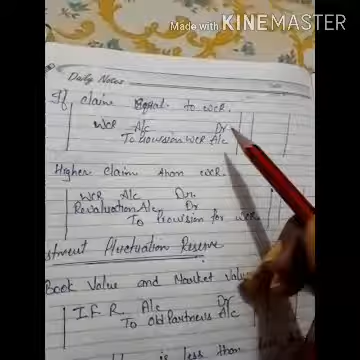 Made with KINEMASTER
Daily Notes
If claim Equal to WCR.
WCR A/c Dr
To Provision WCR A/c
Higher claim than WCR.
WCR A/c Dr.
Revaluation A/c Dr
To Provision for WCR.
stment Fluctuation Reserve
Book Value and Market Value
I.F.R A/c Dr
To Old Partners A/c
is less than